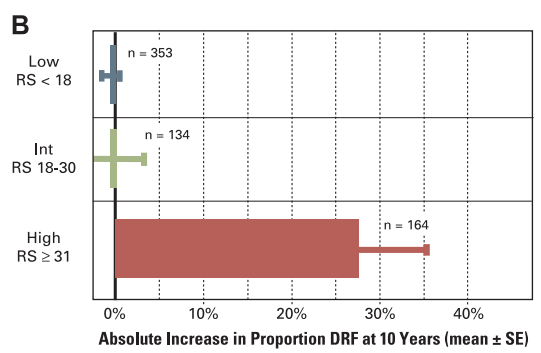 B
Low
RS < 18
n = 353
Int
RS 18-30
n = 134
High
RS ≥ 31
n = 164
0% 10% 20% 30% 40%
Absolute Increase in Proportion DRF at 10 Years (mean ± SE)